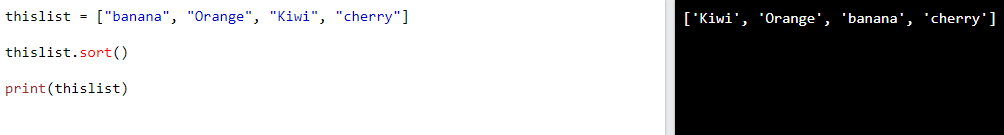 thislist = ["banana", "Orange", "Kiwi", "cherry"]
thislist.sort()
print(thislist)
['Kiwi', 'Orange', 'banana', 'cherry']